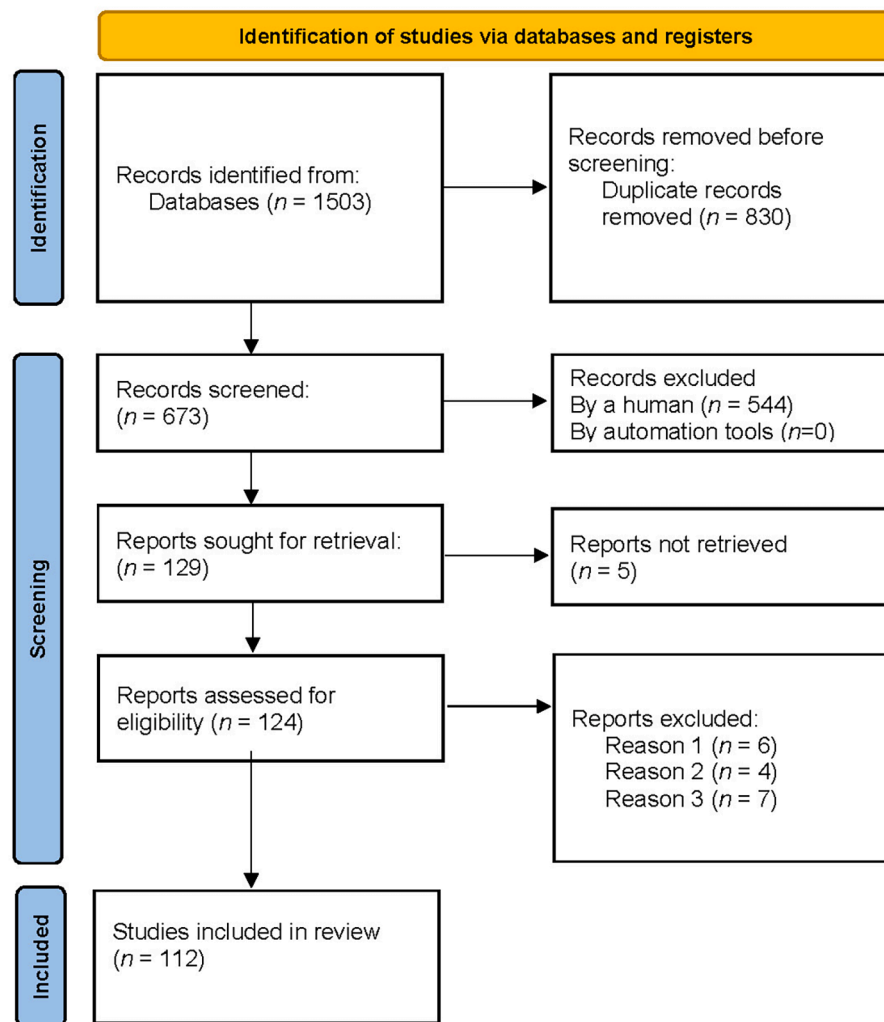 Identification of studies via databases and registers
Identification
Records identified from:
Databases (n = 1503)
Records removed before
screening:
Duplicate records
removed (n = 830)
Screening
Records screened:
(n = 673)
Records excluded
By a human (n = 544)
By automation tools (n=0)
Reports sought for retrieval:
(n = 129)
Reports not retrieved
(n = 5)
Reports assessed for
eligibility (n = 124)
Reports excluded:
Reason 1 (n = 6)
Reason 2 (n = 4)
Reason 3 (n = 7)
Included
Studies included in review
(n = 112)